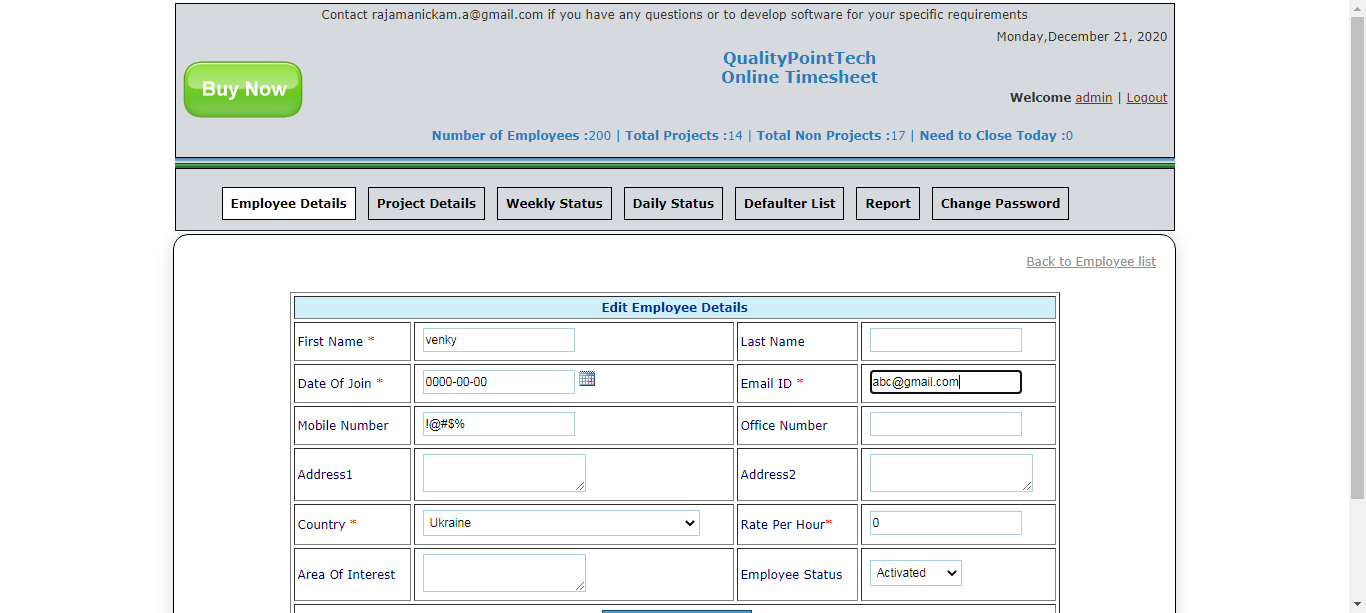 Contact rajamanickam.a@gmail.com if you have any questions or to develop software for your specific requirements
Monday,December 21, 2020
QualityPointTech
Online Timesheet
Buy Now
Welcome admin | Logout
Number of Employees :200 | Total Projects :14 | Total Non Projects :17 | Need to Close Today :0
Employee Details Project Details Weekly Status Daily Status Defaulter List Report Change Password
Back to Employee list
Edit Employee Details
First Name * venky Last Name
Date Of Join * 0000-00-00 Email ID * abc@gmail.com
Mobile Number !@#$% Office Number
Address1 Address2
Country * Ukraine Rate Per Hour* 0
Area Of Interest Employee Status Activated